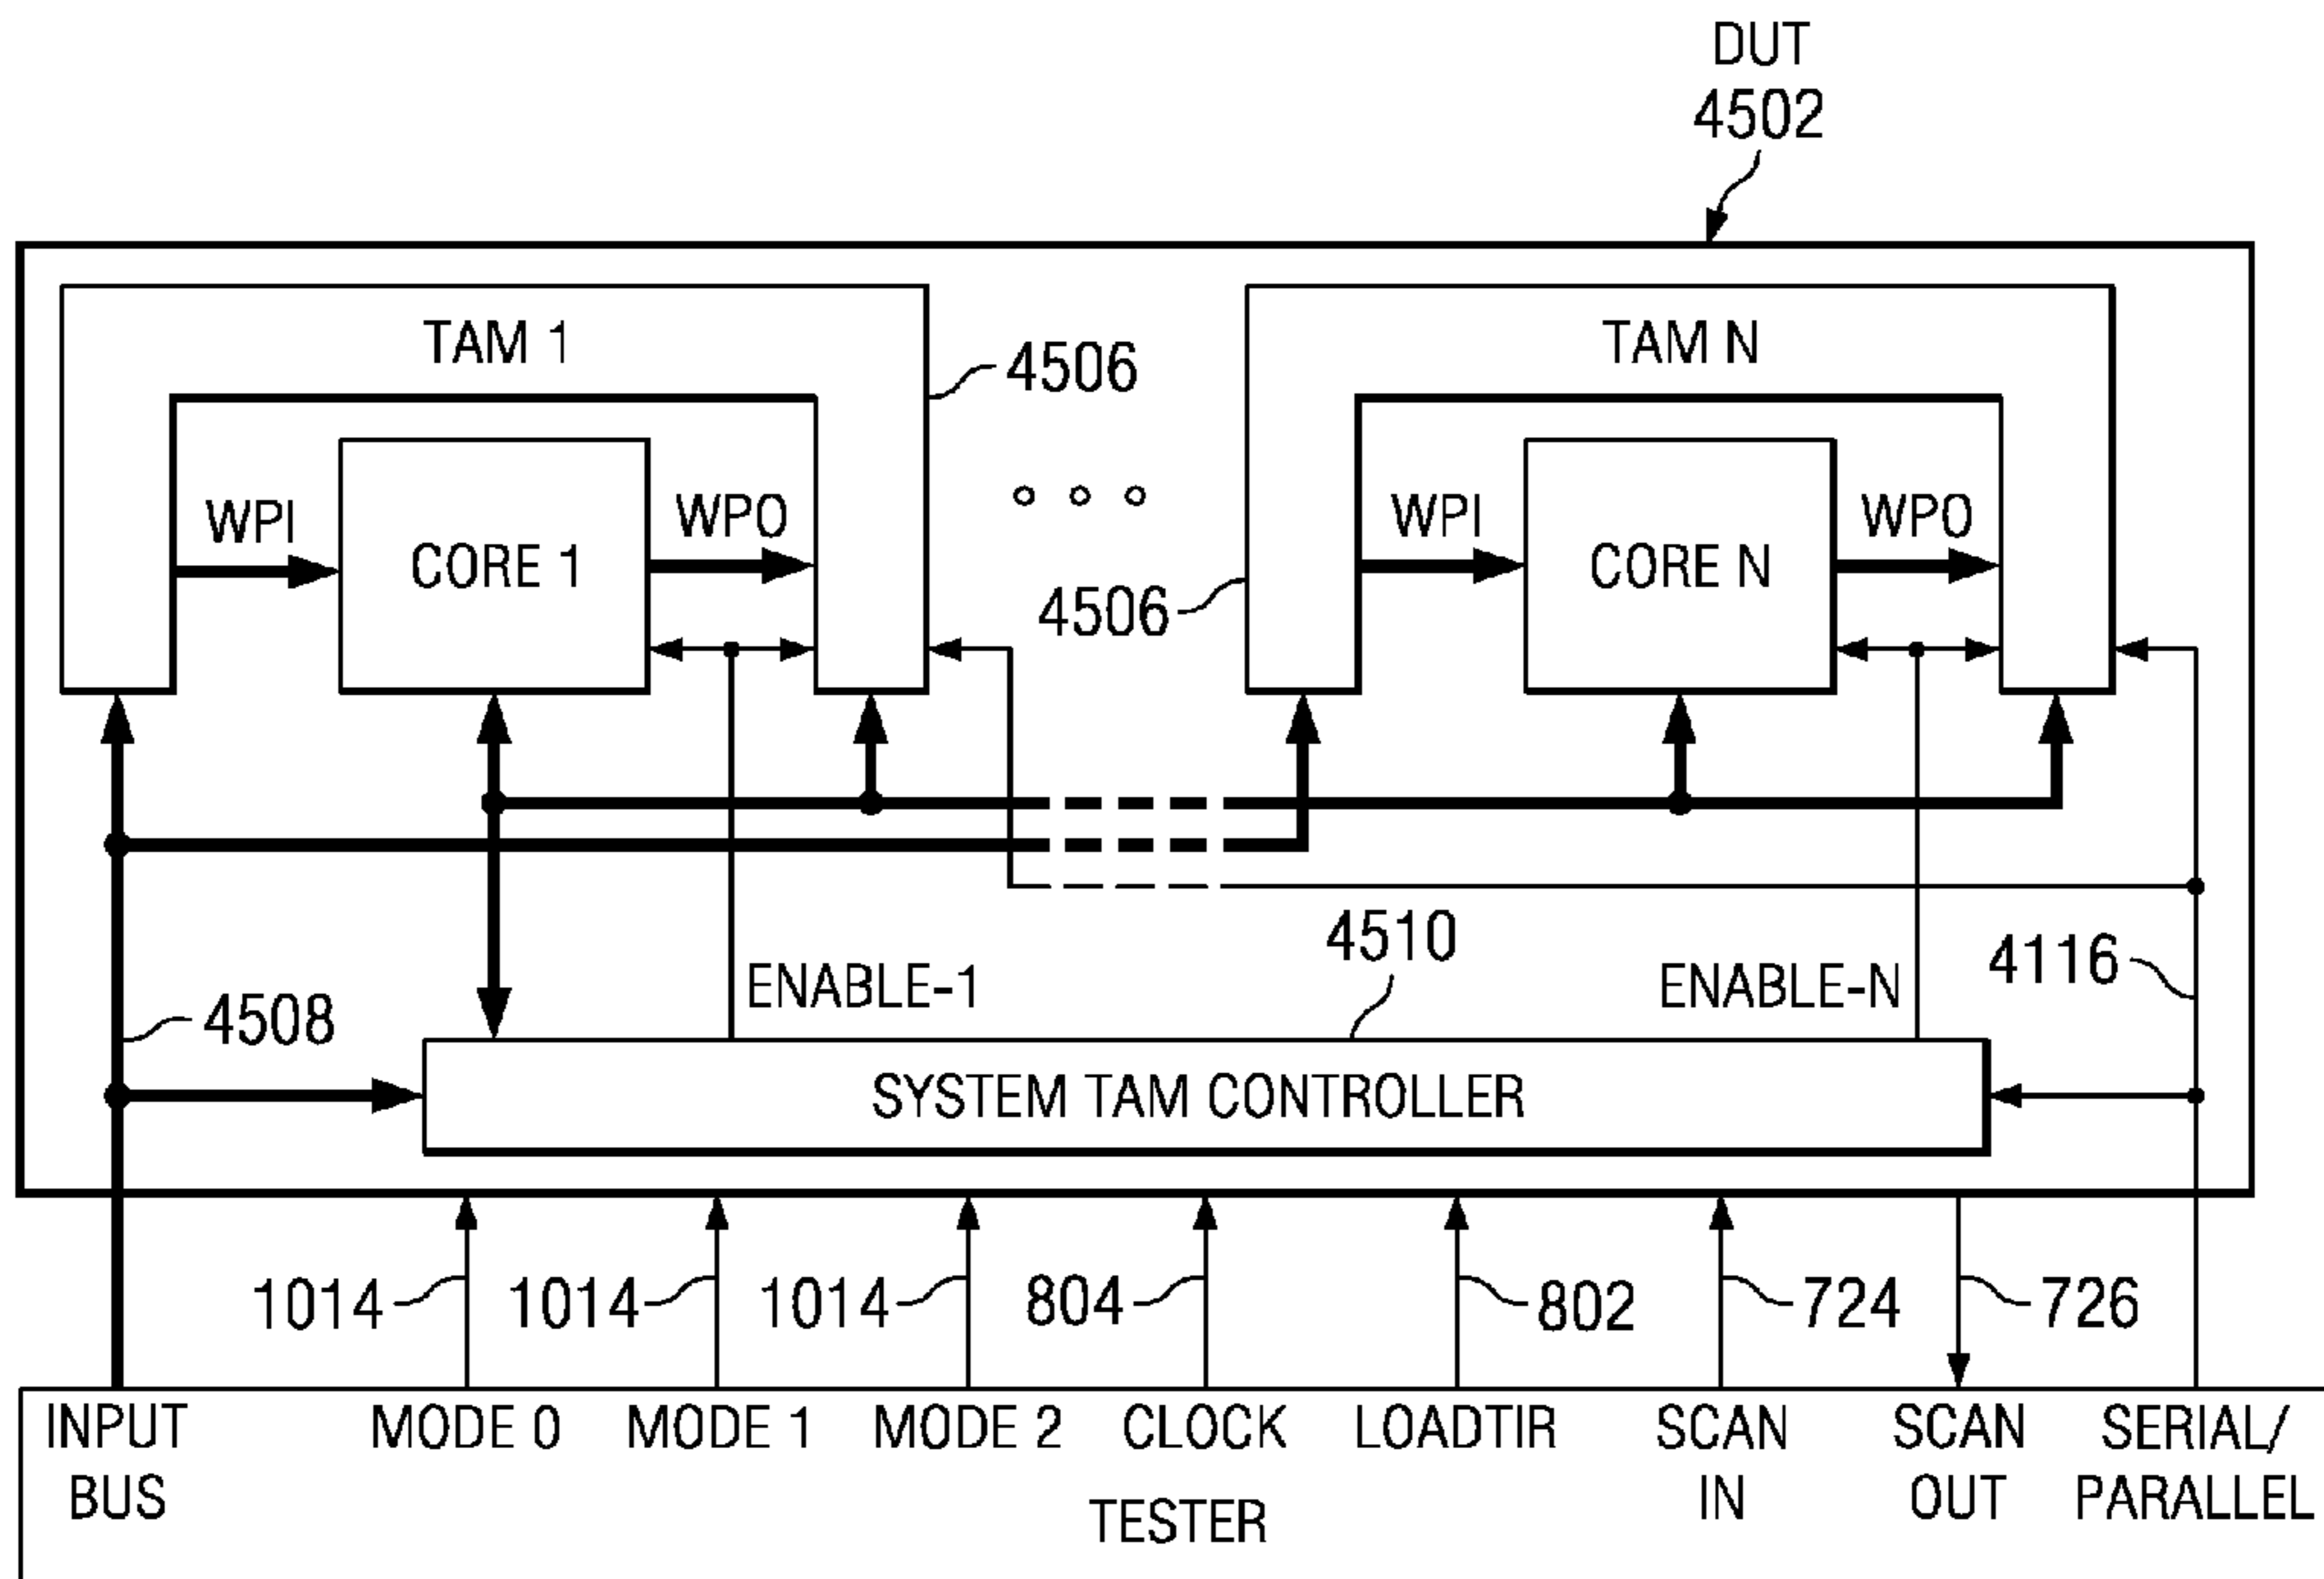 DUT
4502
TAM 1
TAM N
4506
WPI
CORE 1
WPO
4506
WPI
CORE N
WPO
4510
4116
ENABLE-1
ENABLE-N
4508
SYSTEM TAM CONTROLLER
1014
1014
1014
804
802
724
726
INPUT BUS
MODE 0
MODE 1
MODE 2
CLOCK
LOADTIR
SCAN IN
SCAN OUT
SERIAL/ PARALLEL
TESTER